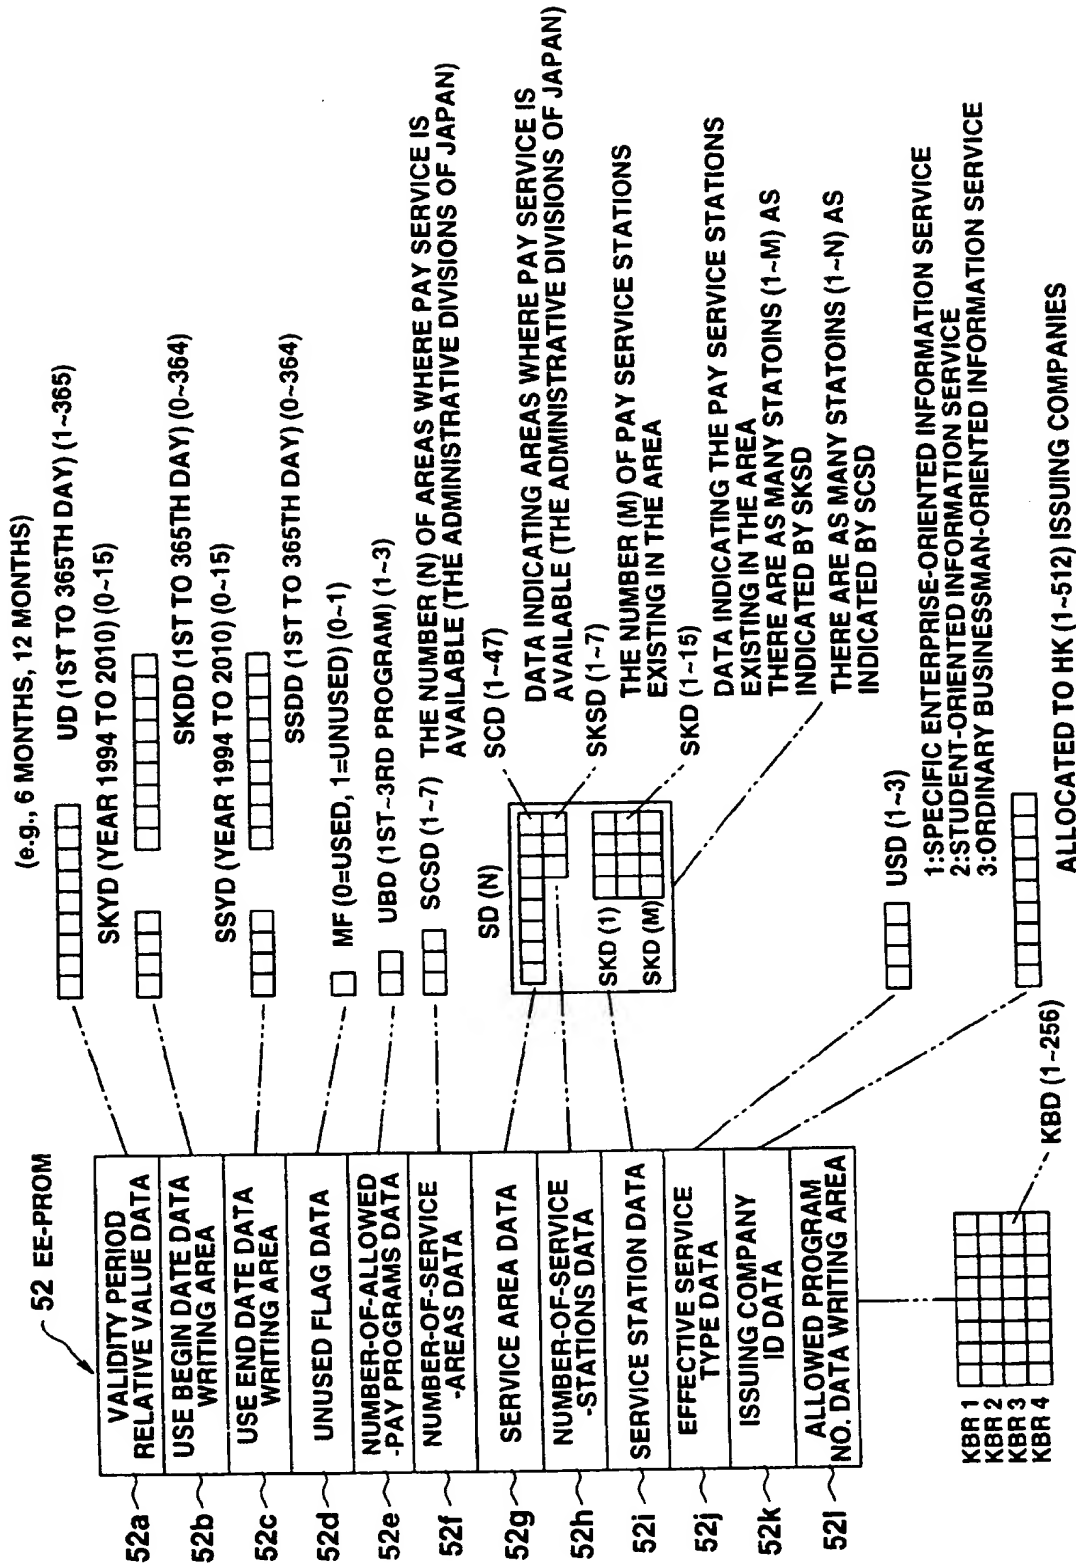 52 EE-PROM
52a
VALIDITY PERIOD
RELATIVE VALUE DATA
(e.g., 6 MONTHS, 12 MONTHS)
UD (1ST TO 365TH DAY) (1~365)
52b
USE BEGIN DATE DATA
WRITING AREA
SKYD (YEAR 1994 TO 2010) (0~15)
SKDD (1ST TO 365TH DAY) (0~364)
52c
USE END DATE DATA
WRITING AREA
SSYD (YEAR 1994 TO 2010) (0~15)
SSDD (1ST TO 365TH DAY) (0~364)
52d
UNUSED FLAG DATA
MF (0=USED, 1=UNUSED) (0~1)
52e
NUMBER-OF-ALLOWED
-PAY PROGRAMS DATA
UBD (1ST~3RD PROGRAM) (1~3)
52f
NUMBER-OF-SERVICE
-AREAS DATA
SCSD (1~7)
THE NUMBER (N) OF AREAS WHERE PAY SERVICE IS
AVAILABLE (THE ADMINISTRATIVE DIVISIONS OF JAPAN)
52g
SERVICE AREA DATA
SD (N)
SCD (1~47)
DATA INDICATING AREAS WHERE PAY SERVICE IS
AVAILABLE (THE ADMINISTRATIVE DIVISIONS OF JAPAN)
52h
NUMBER-OF-SERVICE
-STATIONS DATA
SKSD (1~7)
THE NUMBER (M) OF PAY SERVICE STATIONS
EXISTING IN THE AREA
52i
SERVICE STATION DATA
SKD (1)
SKD (M)
SKD (1~15)
DATA INDICATING THE PAY SERVICE STATIONS
EXISTING IN THE AREA
THERE ARE AS MANY STATOINS (1~M) AS
INDICATED BY SKSD
THERE ARE AS MANY STATOINS (1~N) AS
INDICATED BY SCSD
52j
EFFECTIVE SERVICE
TYPE DATA
USD (1~3)
1:SPECIFIC ENTERPRISE-ORIENTED INFORMATION SERVICE
2:STUDENT-ORIENTED INFORMATION SERVICE
3:ORDINARY BUSINESSMAN-ORIENTED INFORMATION SERVICE
52k
ISSUING COMPANY
ID DATA
ALLOCATED TO HK (1~512) ISSUING COMPANIES
52l
ALLOWED PROGRAM
NO. DATA WRITING AREA
KBR 1
KBR 2
KBR 3
KBR 4
KBD (1~256)